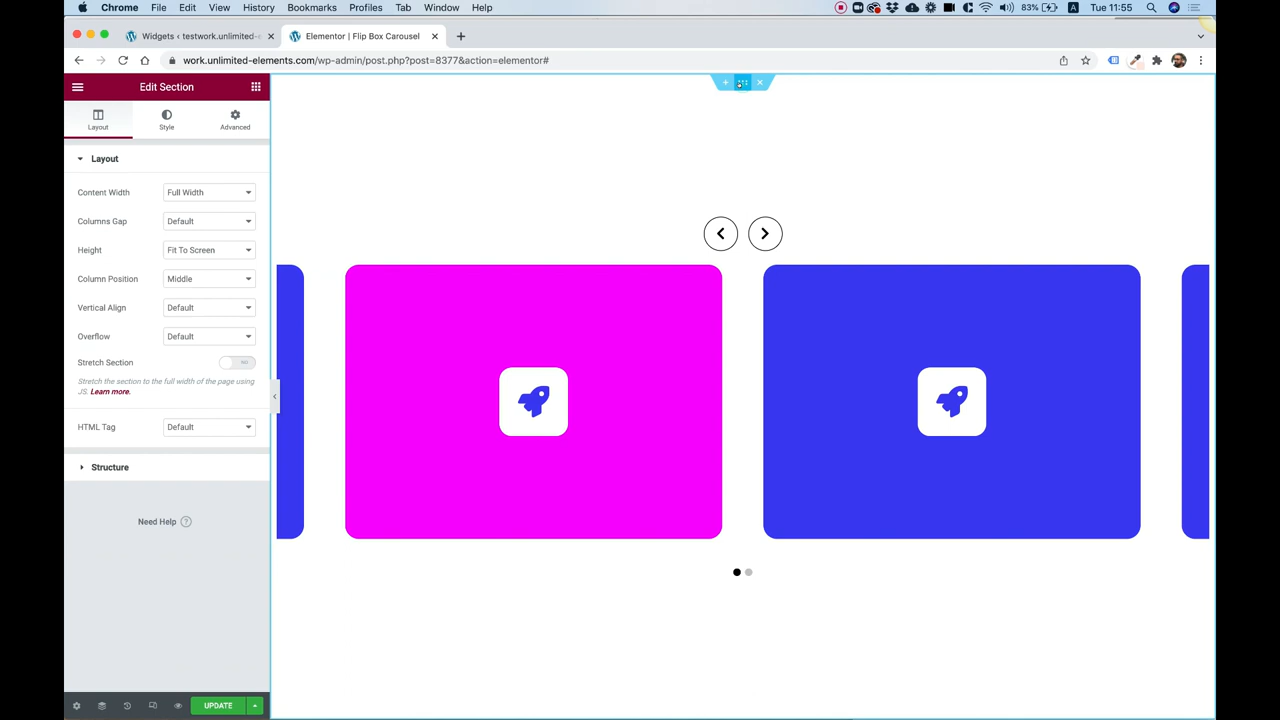 Chrome File Edit View History Bookmarks Profiles Tab Window Help 83% A Tue 11:55
Widgets ‹ testwork.unlimited-e Elementor | Flip Box Carousel
work.unlimited-elements.com/wp-admin/post.php?post=8377&action=elementor#
Edit Section
Layout Style Advanced
Layout
Content Width Full Width
Columns Gap Default
Height Fit To Screen
Column Position Middle
Vertical Align Default
Overflow Default
Stretch Section NO
Stretch the section to the full width of the page using
JS. Learn more.
HTML Tag Default
Structure
Need Help ?
UPDATE